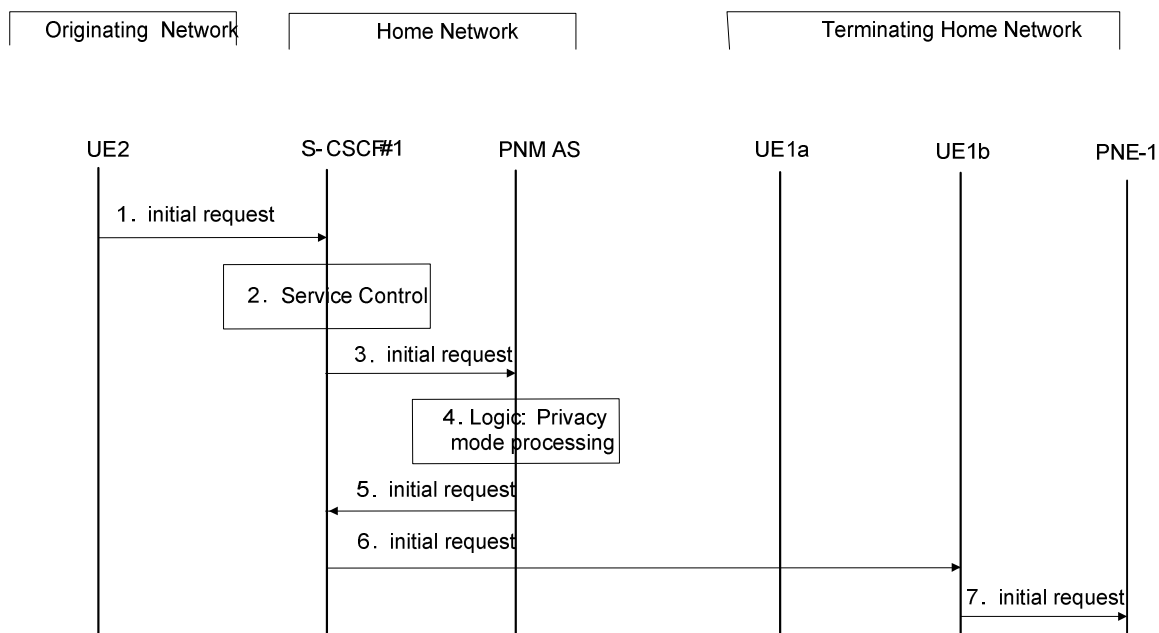 Originating Network
Home Network
Terminating Home Network
UE2
S-CSCF#1
PNM AS
UE1a
UE1b
PNE-1
1. initial request
2. Service Control
3. initial request
4. Logic: Privacy
mode processing
5. initial request
6. initial request
7. initial request